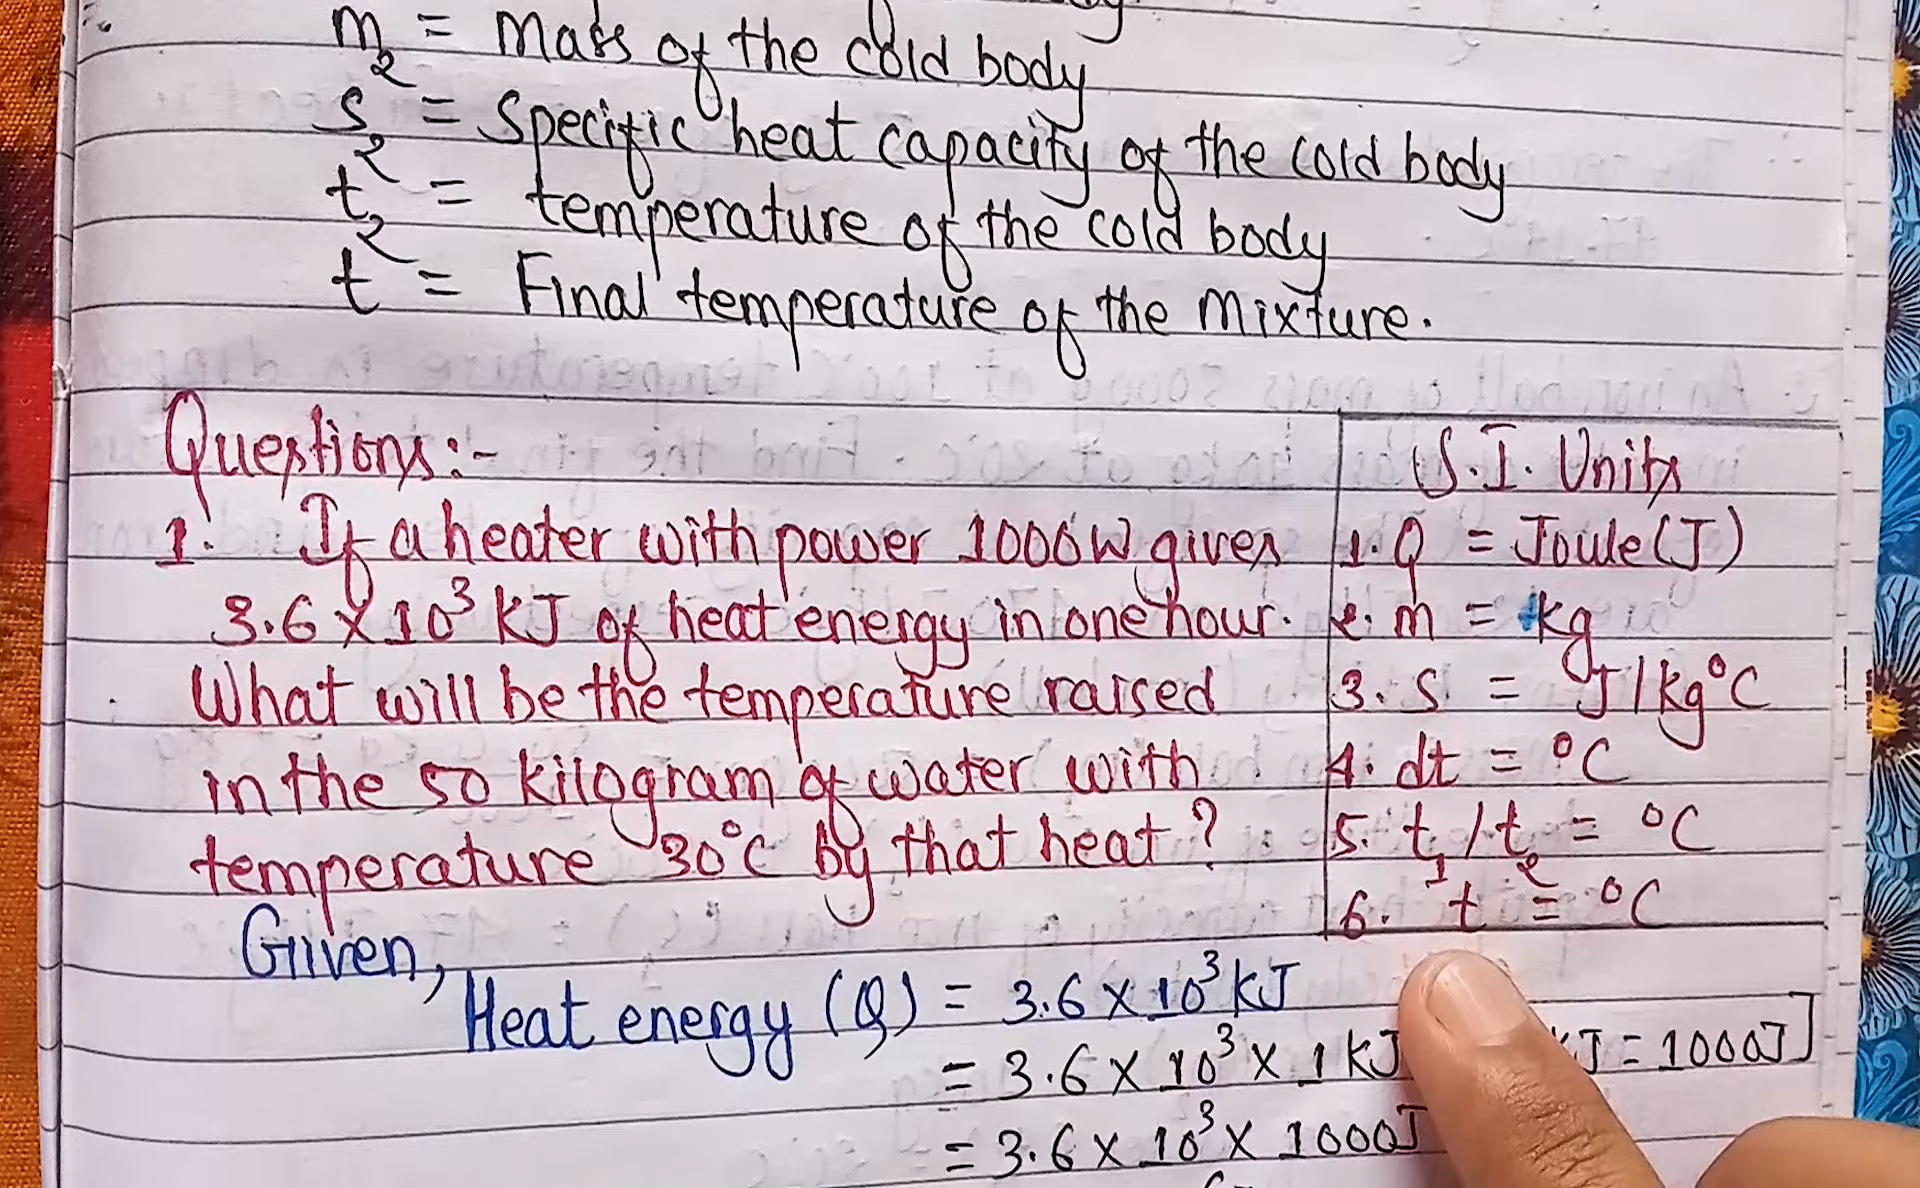 m₂ = Mass of the cold body
s₂ = Specific heat capacity of the cold body
t₂ = temperature of the cold body
t = Final temperature of the Mixture.
Questions:-
1. If a heater with power 1000W gives
3.6 × 10³ KJ of heat energy in one hour.
What will be the temperature raised
in the 50 kilogram of water with
temperature 30°C by that heat?
S.I. Units
1. Q = Joule (J)
2. m = kg
3. s = J/kg°C
4. dt = °C
5. t₁/t₂ = °C
6. t = °C
Given,
Heat energy (Q) = 3.6 × 10³ KJ
= 3.6 × 10³ × 1 KJ J = 1000J]
= 3.6 × 10³ × 1000J